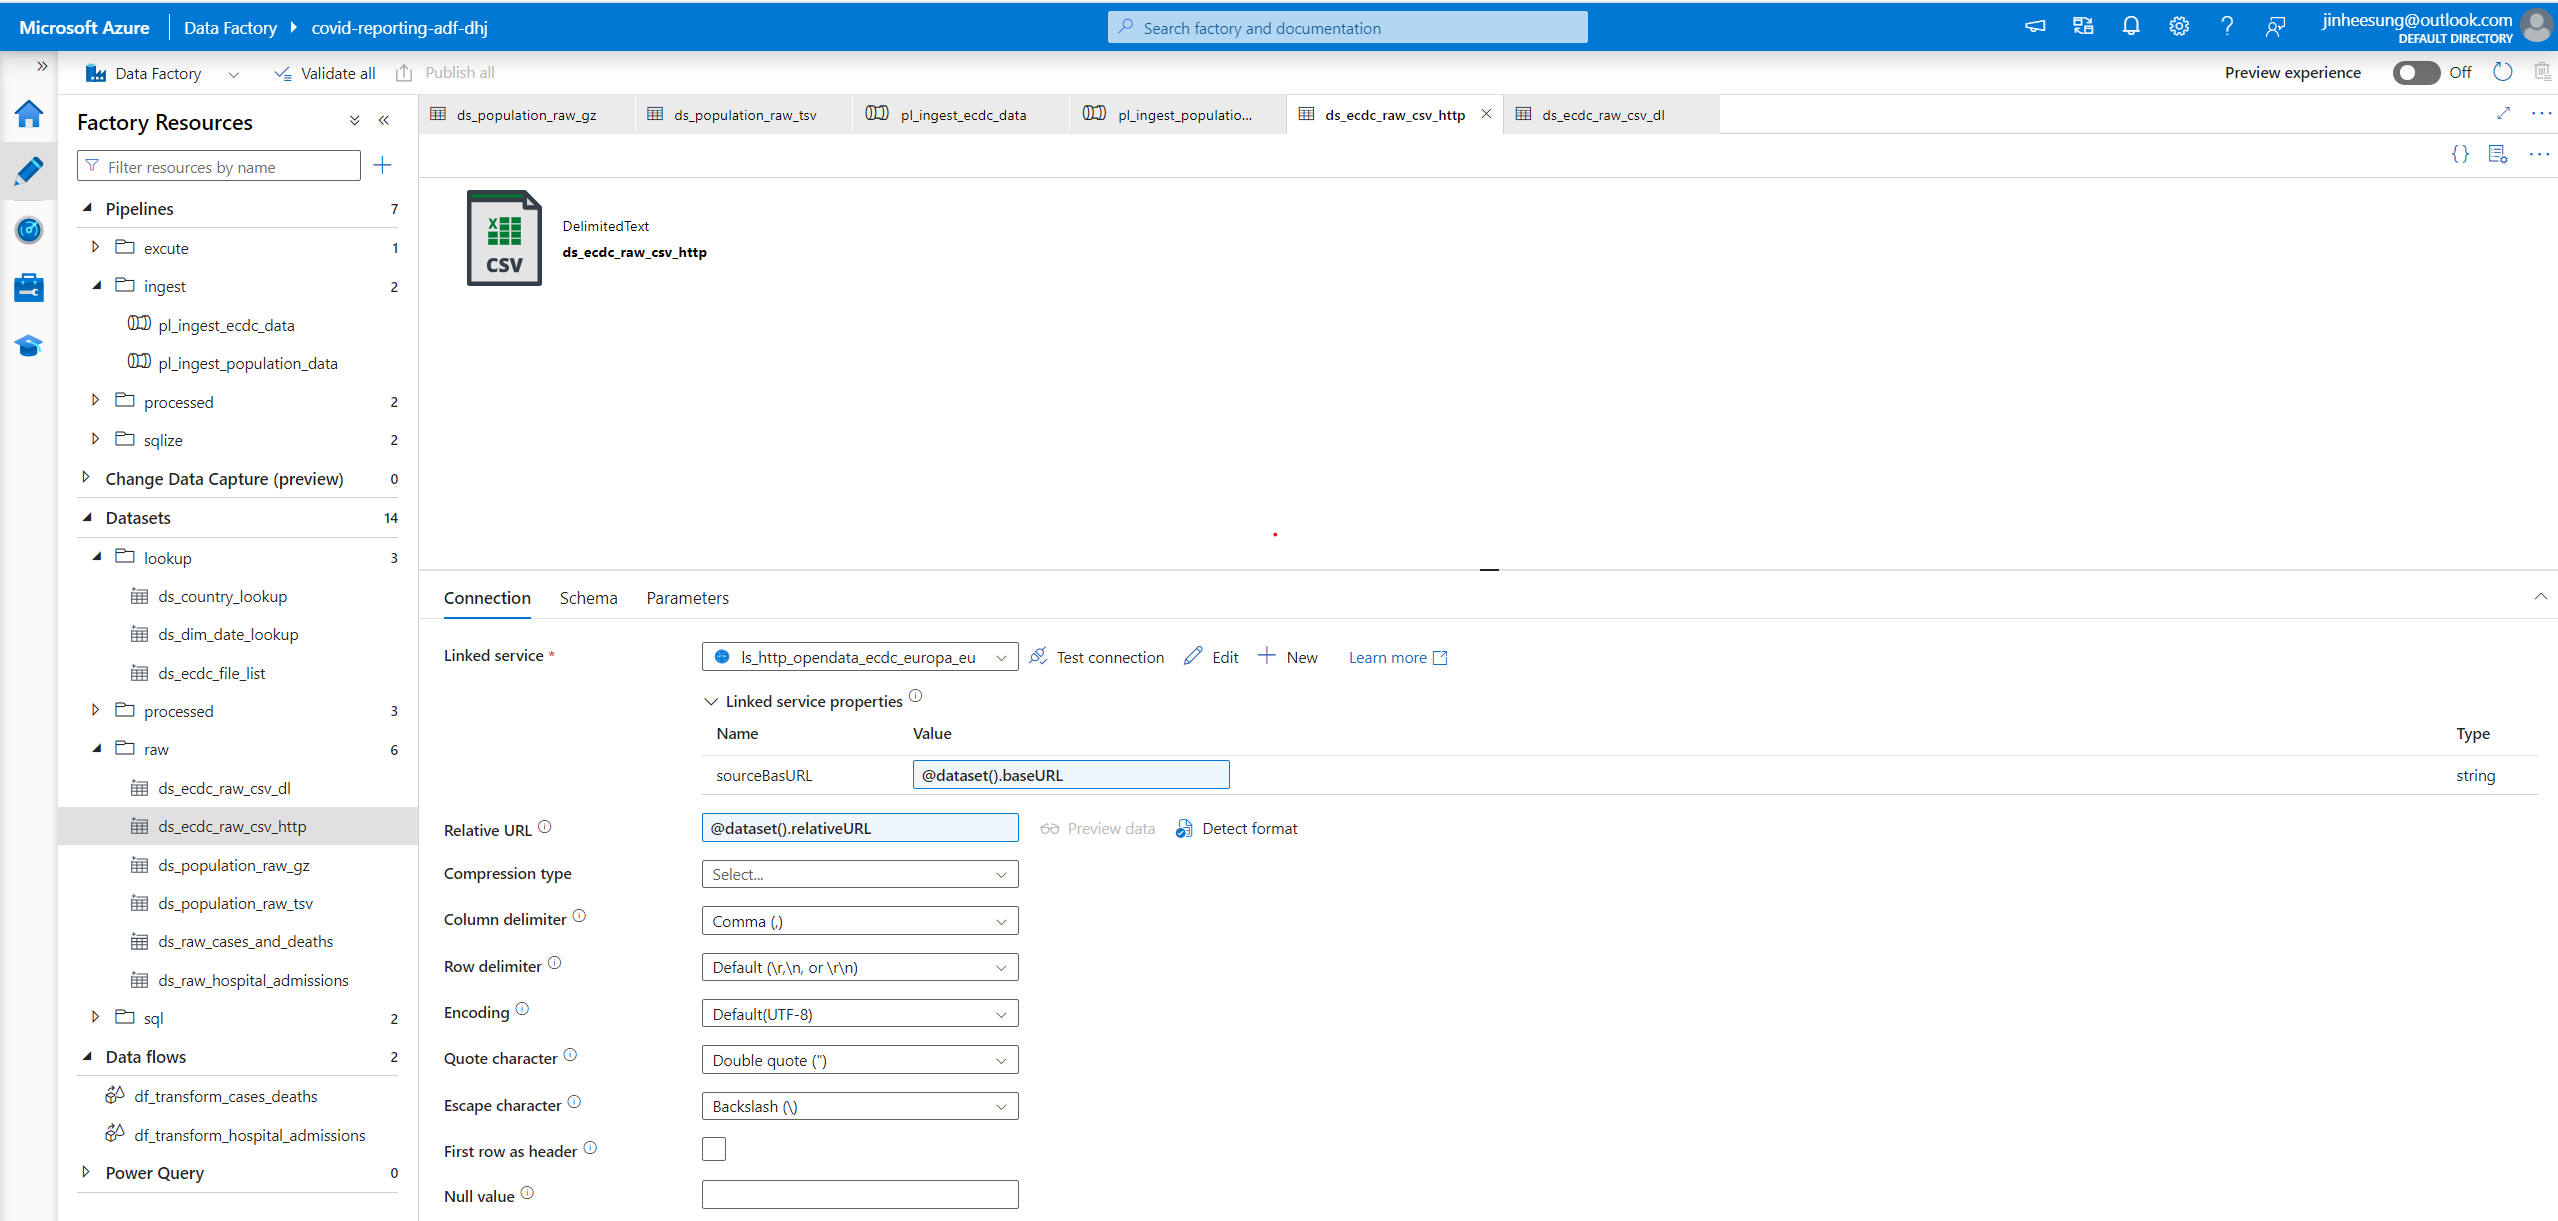 Microsoft Azure
Data Factory
covid-reporting-adf-dhj
Search factory and documentation
jinheesung@outlook.com
DEFAULT DIRECTORY
Data Factory
Validate all
Publish all
Preview experience
Off
Factory Resources
Filter resources by name
Pipelines 7
excute 1
ingest 2
pl_ingest_ecdc_data
pl_ingest_population_data
processed 2
sqlize 2
Change Data Capture (preview) 0
Datasets 14
lookup 3
ds_country_lookup
ds_dim_date_lookup
ds_ecdc_file_list
processed 3
raw 6
ds_ecdc_raw_csv_dl
ds_ecdc_raw_csv_http
ds_population_raw_gz
ds_population_raw_tsv
ds_raw_cases_and_deaths
ds_raw_hospital_admissions
sql 2
Data flows 2
df_transform_cases_deaths
df_transform_hospital_admissions
Power Query 0
ds_population_raw_gz
ds_population_raw_tsv
pl_ingest_ecdc_data
pl_ingest_populatio...
ds_ecdc_raw_csv_http
ds_ecdc_raw_csv_dl
X
CSV
DelimitedText
ds_ecdc_raw_csv_http
Connection
Schema
Parameters
Linked service *
ls_http_opendata_ecdc_europa_eu
Test connection
Edit
New
Learn more
Linked service properties
Name Value Type
sourceBasURL @dataset().baseURL string
Relative URL
@dataset().relativeURL
Preview data
Detect format
Compression type
Select...
Column delimiter
Comma (,)
Row delimiter
Default (\r,\n, or \r\n)
Encoding
Default(UTF-8)
Quote character
Double quote (")
Escape character
Backslash (\)
First row as header
Null value